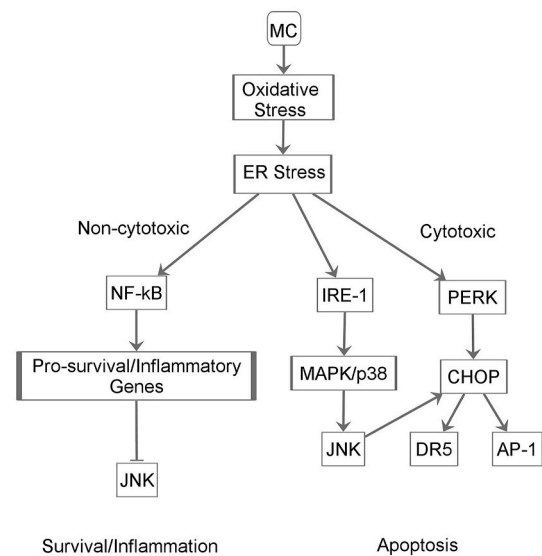 MC
Oxidative
Stress
ER Stress
Non-cytotoxic
Cytotoxic
NF-kB
IRE-1
PERK
Pro-survival/Inflammatory
Genes
MAPK/p38
CHOP
JNK
DR5
AP-1
JNK
Survival/Inflammation
Apoptosis